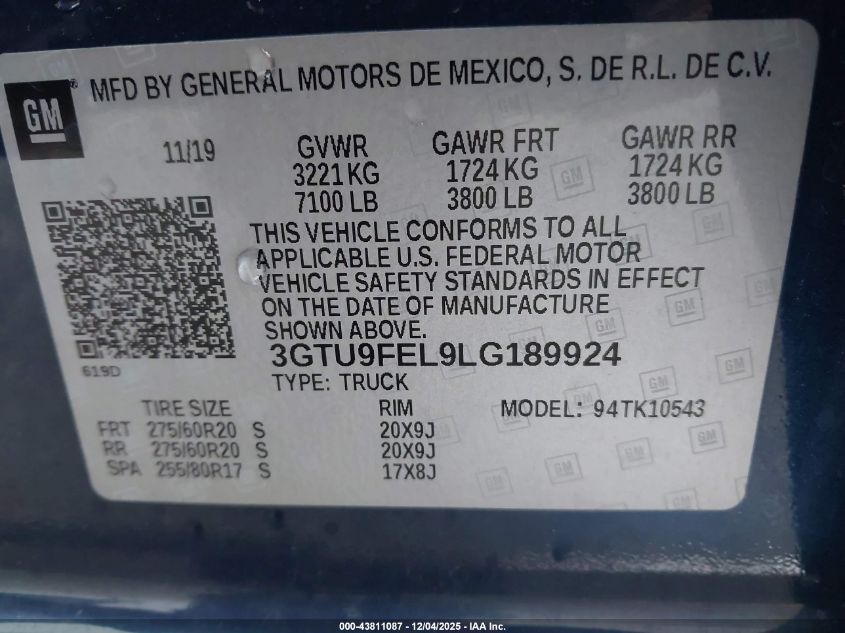 GM
MFD BY GENERAL MOTORS DE MEXICO, S. DE R.L. DE C.V.
11/19 GVWR GAWR FRT GAWR RR
3221 KG 1724 KG 1724 KG
7100 LB 3800 LB 3800 LB
THIS VEHICLE CONFORMS TO ALL
APPLICABLE U.S. FEDERAL MOTOR
VEHICLE SAFETY STANDARDS IN EFFECT
ON THE DATE OF MANUFACTURE
SHOWN ABOVE.
3GTU9FEL9LG189924
619D
TYPE: TRUCK
TIRE SIZE RIM MODEL: 94TK10543
FRT 275/60R20 S 20X9J
RR 275/60R20 S 20X9J
SPA 255/80R17 S 17X8J
000-43811087 - 12/04/2025 - IAA Inc.